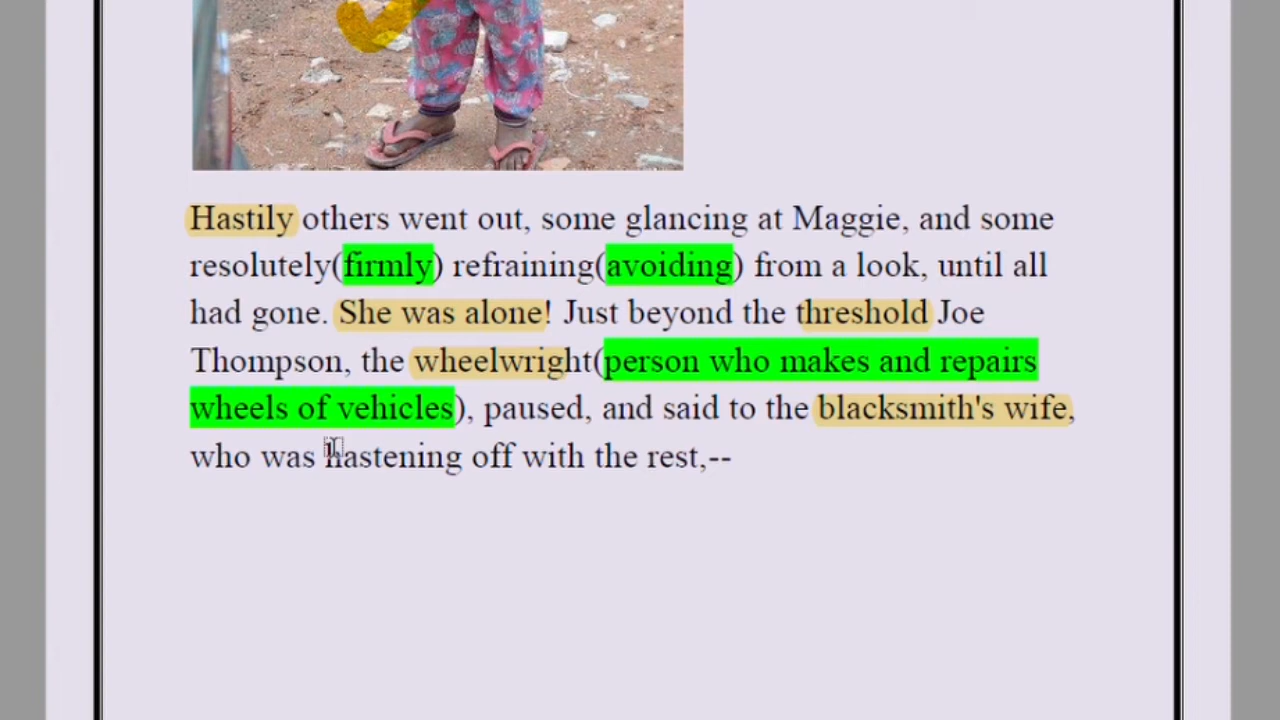 Hastily others went out, some glancing at Maggie, and some
resolutely(firmly) refraining(avoiding) from a look, until all
had gone. She was alone! Just beyond the threshold Joe
Thompson, the wheelwright(person who makes and repairs
wheels of vehicles), paused, and said to the blacksmith's wife,
who was hastening off with the rest,--